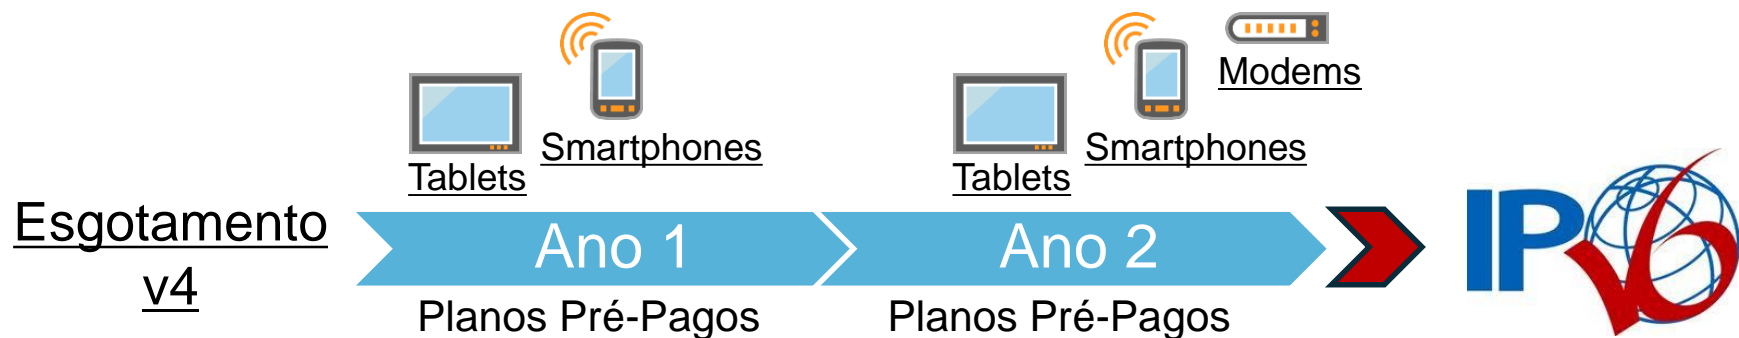 Modems
Smartphones
Smartphones
Tablets
Tablets
Esgotamento
v4
Ano 1
Ano 2
IPv6
Planos Pré-Pagos
Planos Pré-Pagos